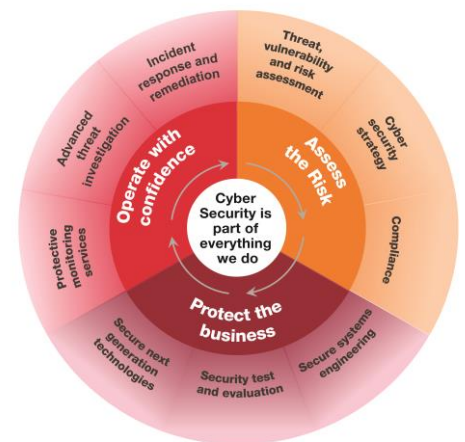 Cyber
Security is
part of
everything
we do
Assess
the Risk
Threat,
vulnerability
and risk
assessment
Cyber
security
strategy
Compliance
Protect the
business
Secure systems
engineering
Security test
and evaluation
Secure next
generation
technologies
Operate with
confidence
Protective
monitoring
services
Advanced
threat
investigation
Incident
response and
remediation